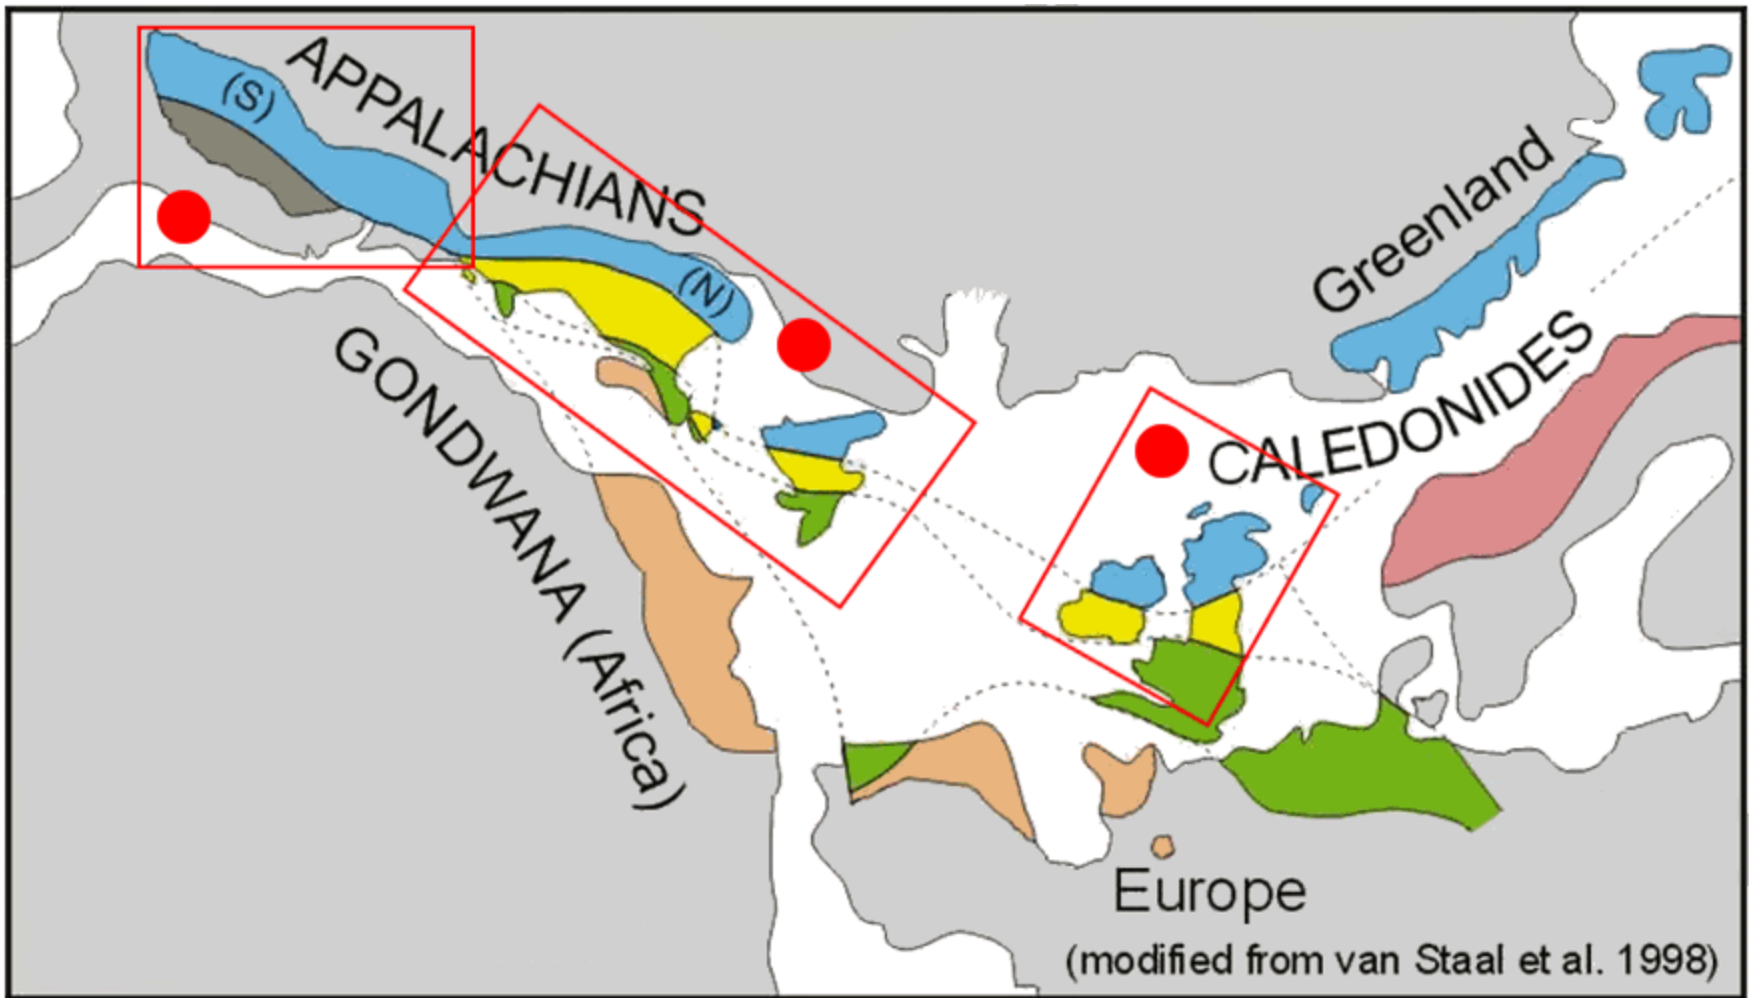 APPALACHIANS
(S)
(N)
Greenland
CALEDONIDES
GONDWANA (Africa)
Europe
(modified from van Staal et al. 1998)